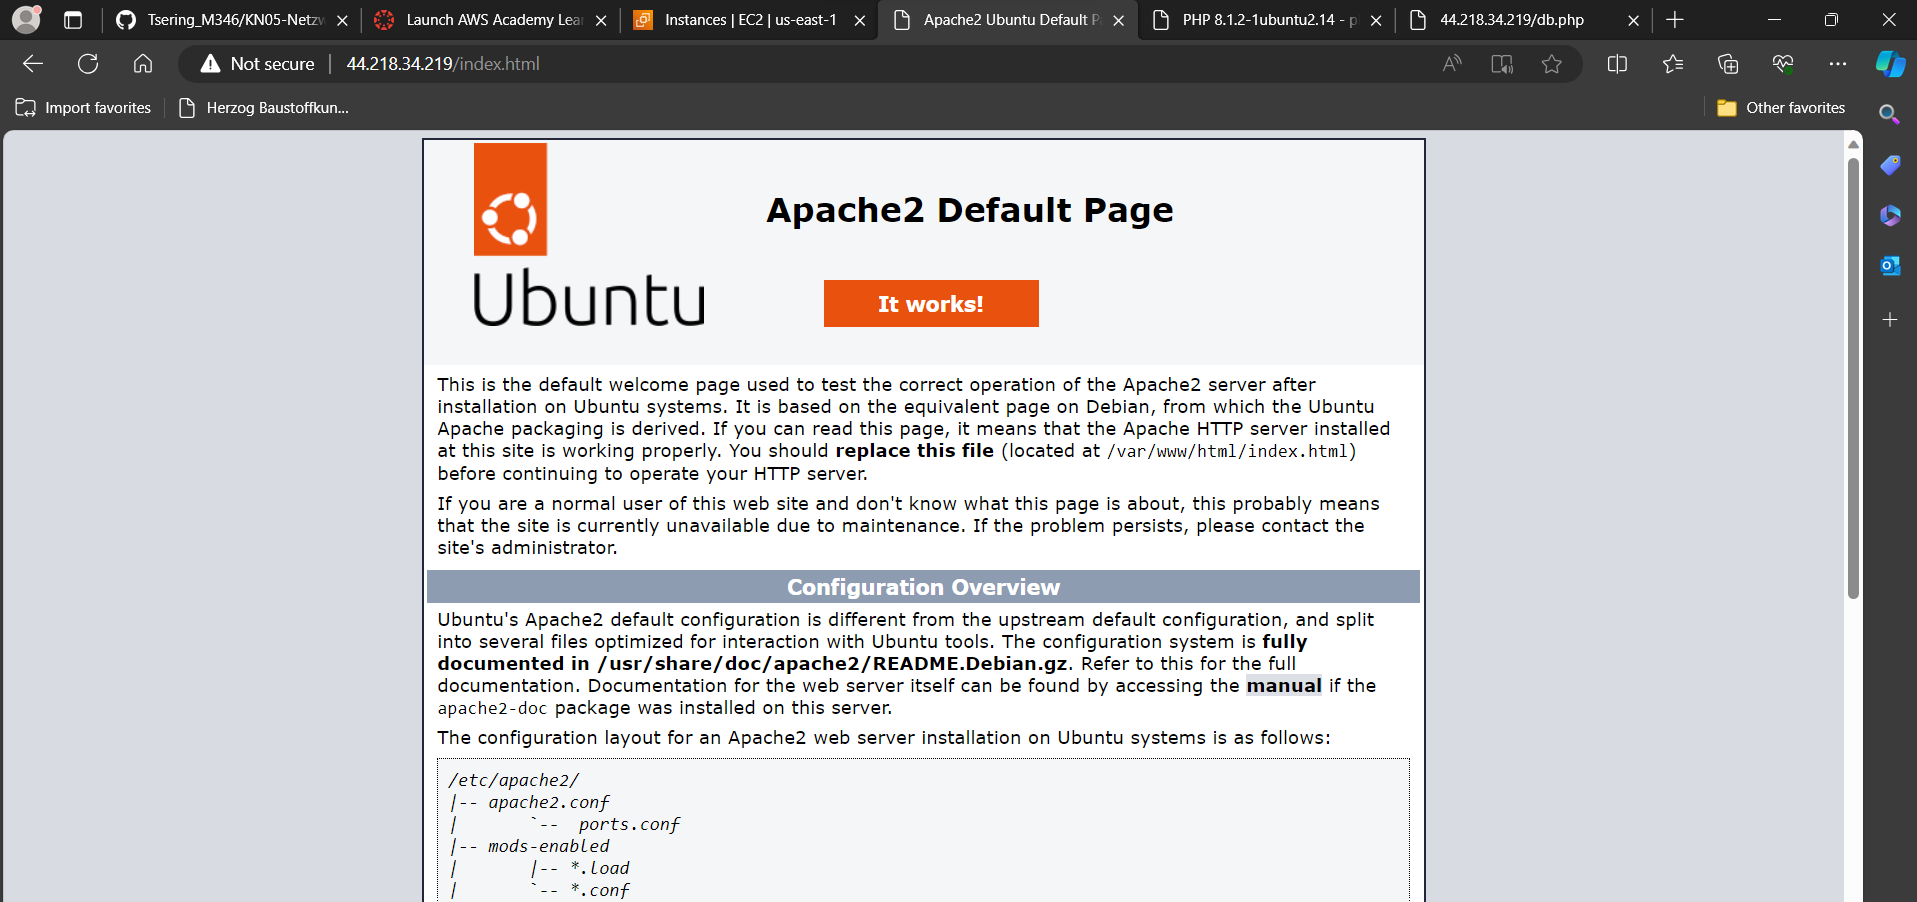 Tsering_M346/KN05-Netzw
Launch AWS Academy Lea
Instances | EC2 | us-east-1
Apache2 Ubuntu Default P
PHP 8.1.2-1ubuntu2.14 - p
44.218.34.219/db.php
Not secure
44.218.34.219/index.html
Import favorites
Herzog Baustoffkun...
Other favorites
Apache2 Default Page
Ubuntu
It works!
This is the default welcome page used to test the correct operation of the Apache2 server after
installation on Ubuntu systems. It is based on the equivalent page on Debian, from which the Ubuntu
Apache packaging is derived. If you can read this page, it means that the Apache HTTP server installed
at this site is working properly. You should replace this file (located at /var/www/html/index.html)
before continuing to operate your HTTP server.
If you are a normal user of this web site and don't know what this page is about, this probably means
that the site is currently unavailable due to maintenance. If the problem persists, please contact the
site's administrator.
Configuration Overview
Ubuntu's Apache2 default configuration is different from the upstream default configuration, and split
into several files optimized for interaction with Ubuntu tools. The configuration system is fully
documented in /usr/share/doc/apache2/README.Debian.gz. Refer to this for the full
documentation. Documentation for the web server itself can be found by accessing the manual if the
apache2-doc package was installed on this server.
The configuration layout for an Apache2 web server installation on Ubuntu systems is as follows:
/etc/apache2/
|-- apache2.conf
|       `--  ports.conf
|-- mods-enabled
|       |-- *.load
|       `-- *.conf